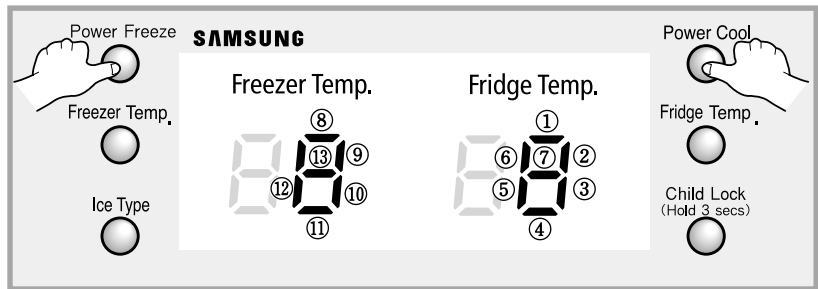 Power Freeze
SAMSUNG
Power Cool
Freezer Temp.
Fridge Temp.
Freezer Temp.
Fridge Temp.
⑧
①
⑬ ⑨
⑥ ⑦ ②
⑫ ⑩
⑤ ③
⑪
④
Ice Type
Child Lock
(Hold 3 secs)